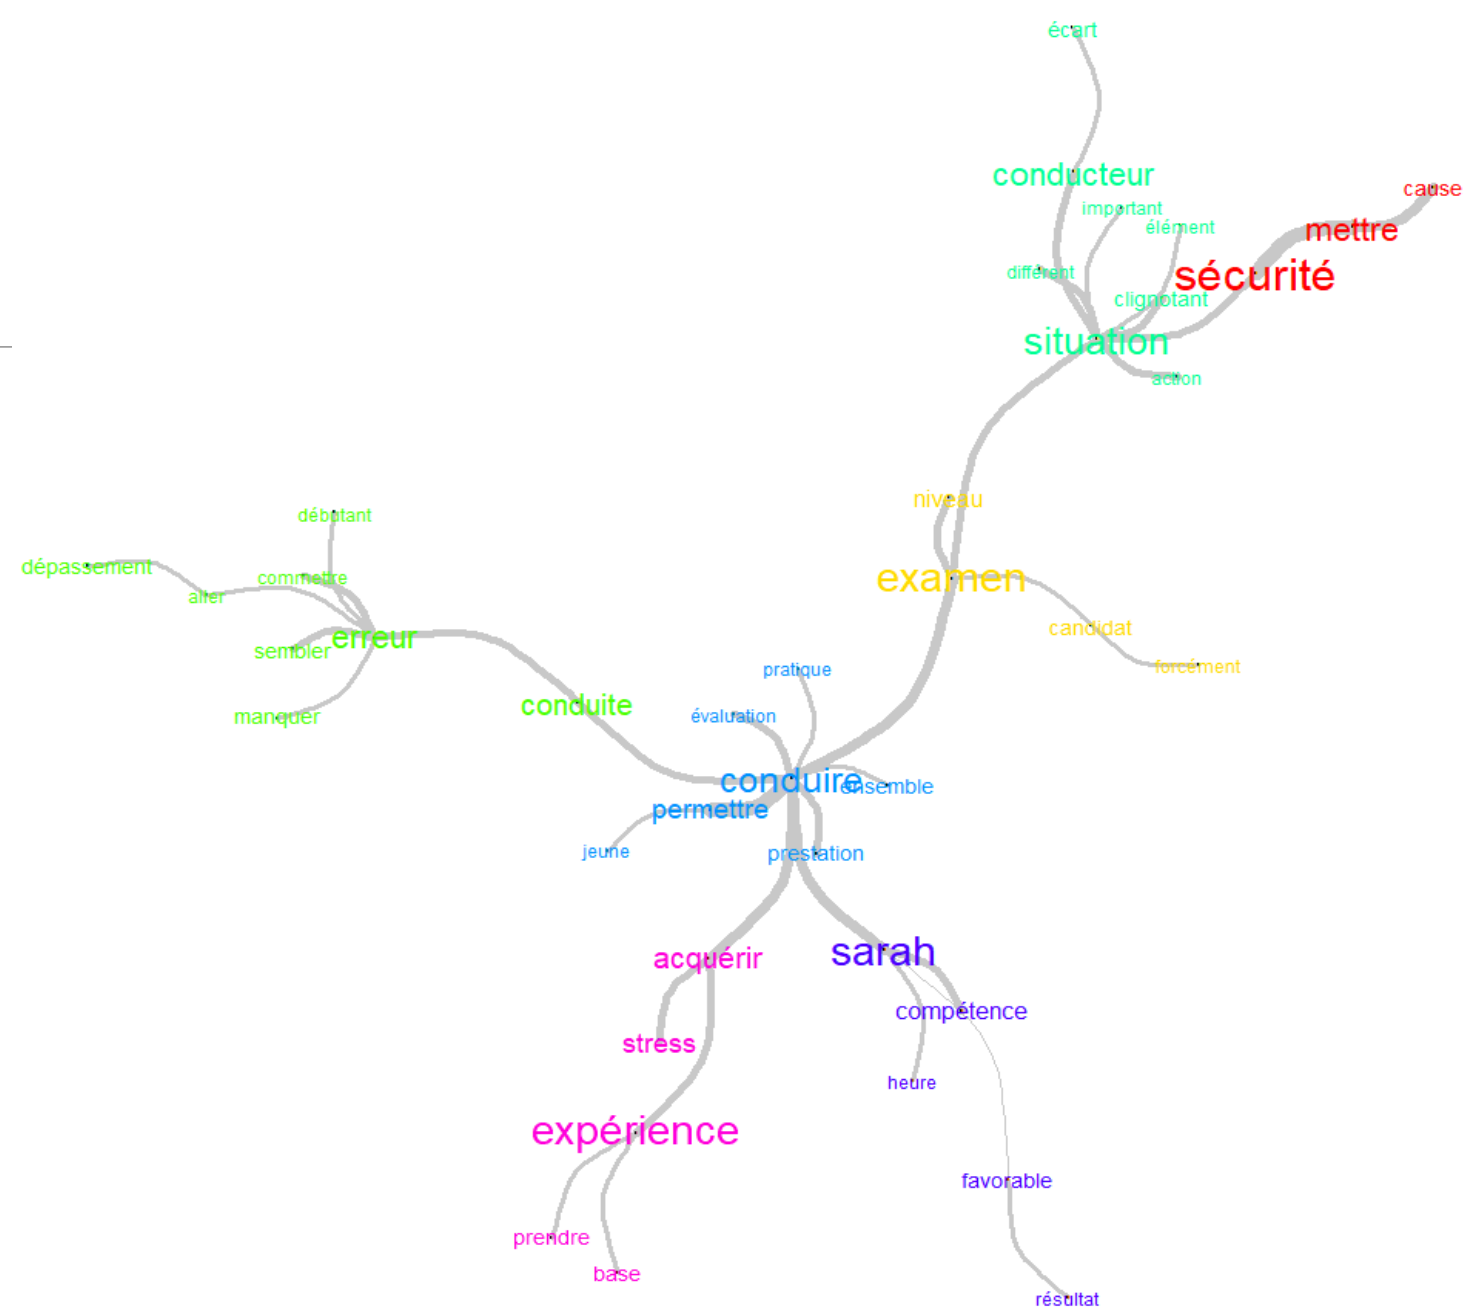 écart
conducteur
cause
important
élément
mettre
différent
sécurité
clignotant
situation
action
niveau
débutant
dépassement
commettre
examen
aller
candidat
erreur
sembler
forcément
pratique
conduite
évaluation
manquer
conduire
ensemble
permettre
jeune
prestation
sarah
acquérir
compétence
stress
heure
expérience
favorable
prendre
base
résultat